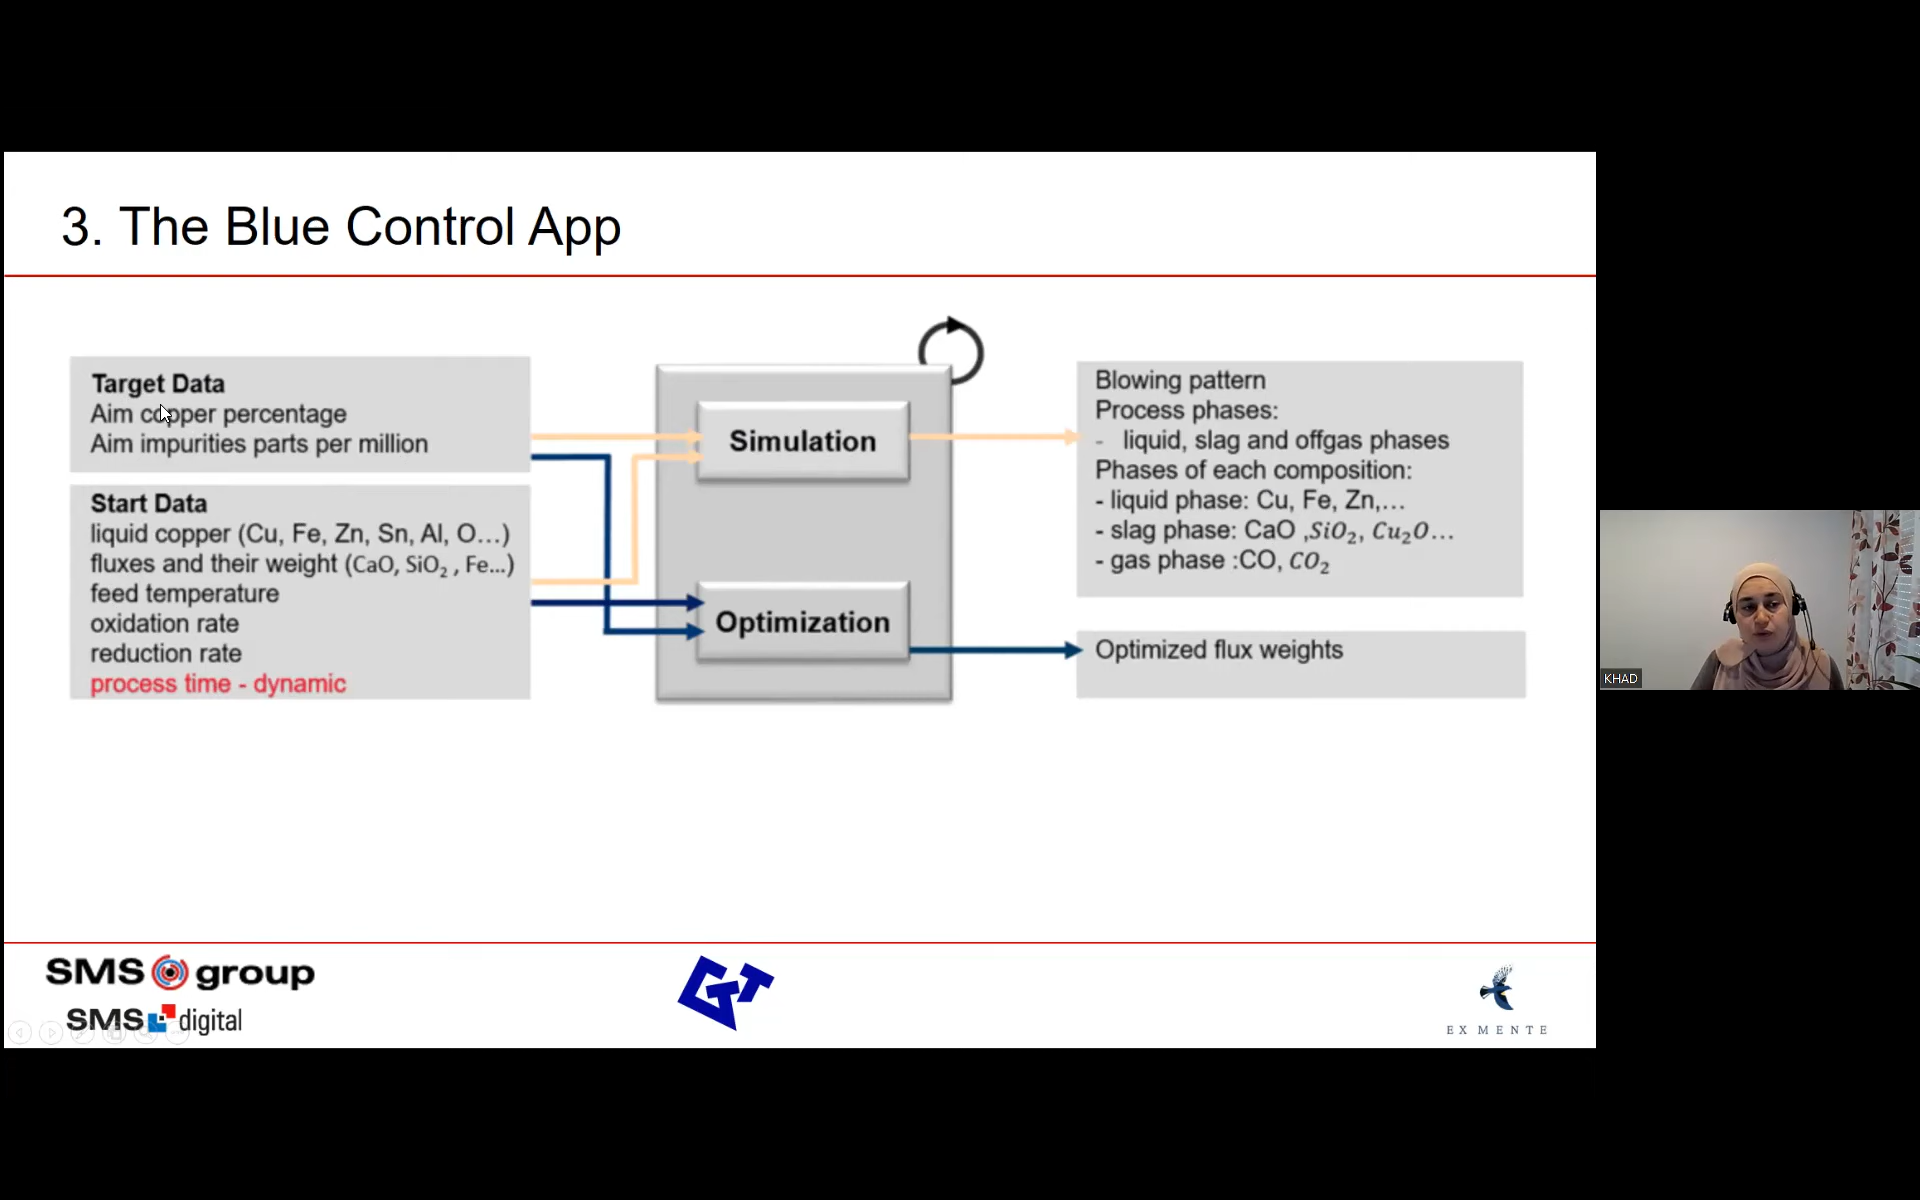 3. The Blue Control App
Target Data
Aim copper percentage
Aim impurities parts per million
Start Data
liquid copper (Cu, Fe, Zn, Sn, Al, O…)
fluxes and their weight (CaO, SiO₂ , Fe...)
feed temperature
oxidation rate
reduction rate
process time - dynamic
Simulation
Optimization
Blowing pattern
Process phases:
- liquid, slag and offgas phases
Phases of each composition:
- liquid phase: Cu, Fe, Zn,…
- slag phase: CaO ,SiO₂, Cu₂O…
- gas phase :CO, CO₂
Optimized flux weights
KHAD
SMS group
SMS digital
GTT
EX MENTE